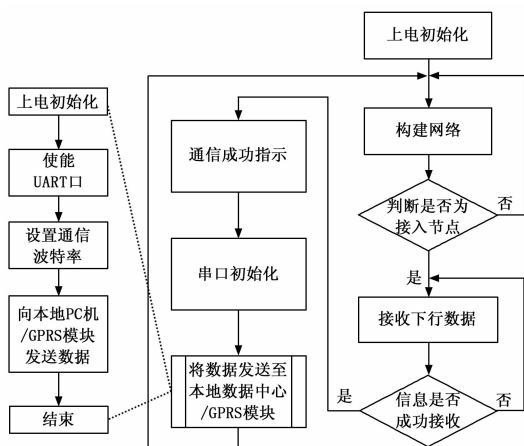 上电初始化
使能
UART口
设置通信
波特率
向本地PC机
/GPRS模块
发送数据
结束
通信成功指示
串口初始化
将数据发送至
本地数据中心
/GPRS模块
上电初始化
构建网络
判断是否为
接入节点
否
是
接收下行数据
信息是否
成功接收
是
否